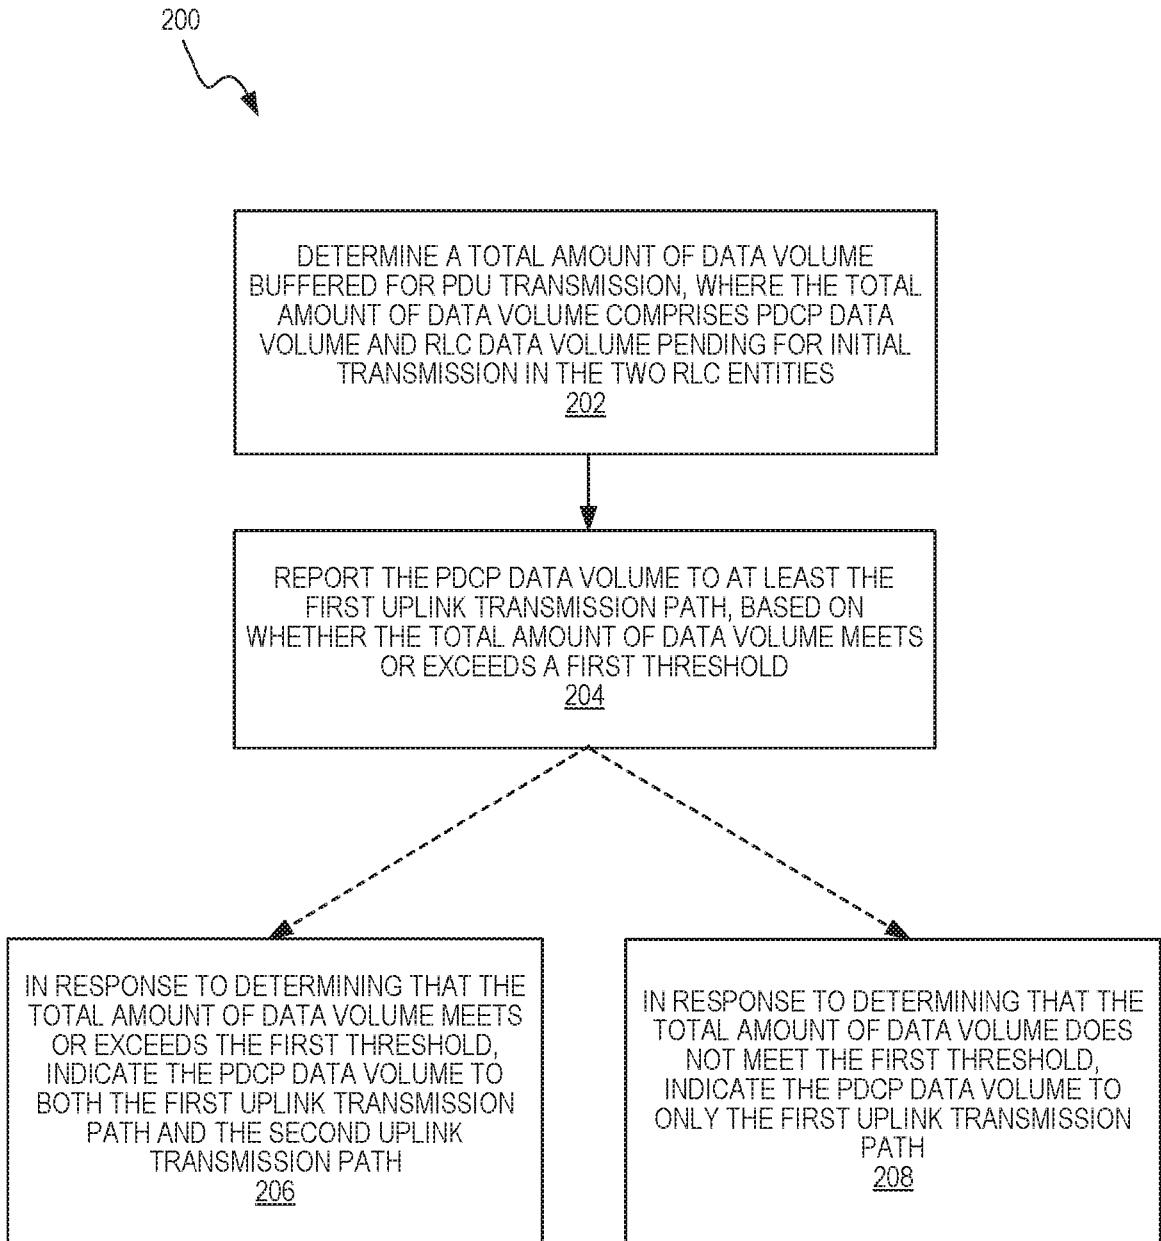 200
DETERMINE A TOTAL AMOUNT OF DATA VOLUME
BUFFERED FOR PDU TRANSMISSION, WHERE THE TOTAL
AMOUNT OF DATA VOLUME COMPRISES PDCP DATA
VOLUME AND RLC DATA VOLUME PENDING FOR INITIAL
TRANSMISSION IN THE TWO RLC ENTITIES
202
REPORT THE PDCP DATA VOLUME TO AT LEAST THE
FIRST UPLINK TRANSMISSION PATH, BASED ON
WHETHER THE TOTAL AMOUNT OF DATA VOLUME MEETS
OR EXCEEDS A FIRST THRESHOLD
204
IN RESPONSE TO DETERMINING THAT THE
TOTAL AMOUNT OF DATA VOLUME MEETS
OR EXCEEDS THE FIRST THRESHOLD,
INDICATE THE PDCP DATA VOLUME TO
BOTH THE FIRST UPLINK TRANSMISSION
PATH AND THE SECOND UPLINK
TRANSMISSION PATH
206
IN RESPONSE TO DETERMINING THAT THE
TOTAL AMOUNT OF DATA VOLUME DOES
NOT MEET THE FIRST THRESHOLD,
INDICATE THE PDCP DATA VOLUME TO
ONLY THE FIRST UPLINK TRANSMISSION
PATH
208